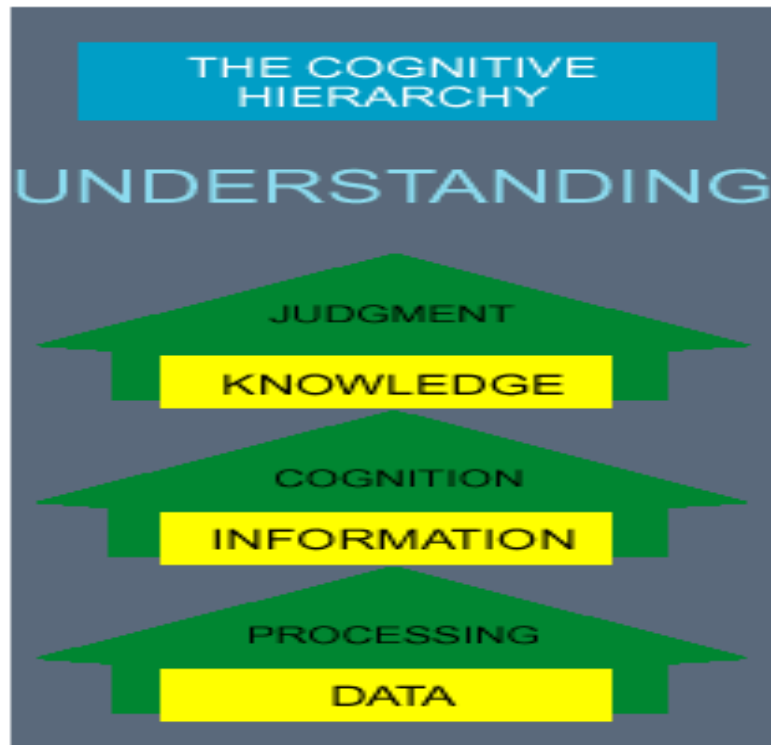 THE COGNITIVE
HIERARCHY
UNDERSTANDING
JUDGMENT
KNOWLEDGE
COGNITION
INFORMATION
PROCESSING
DATA